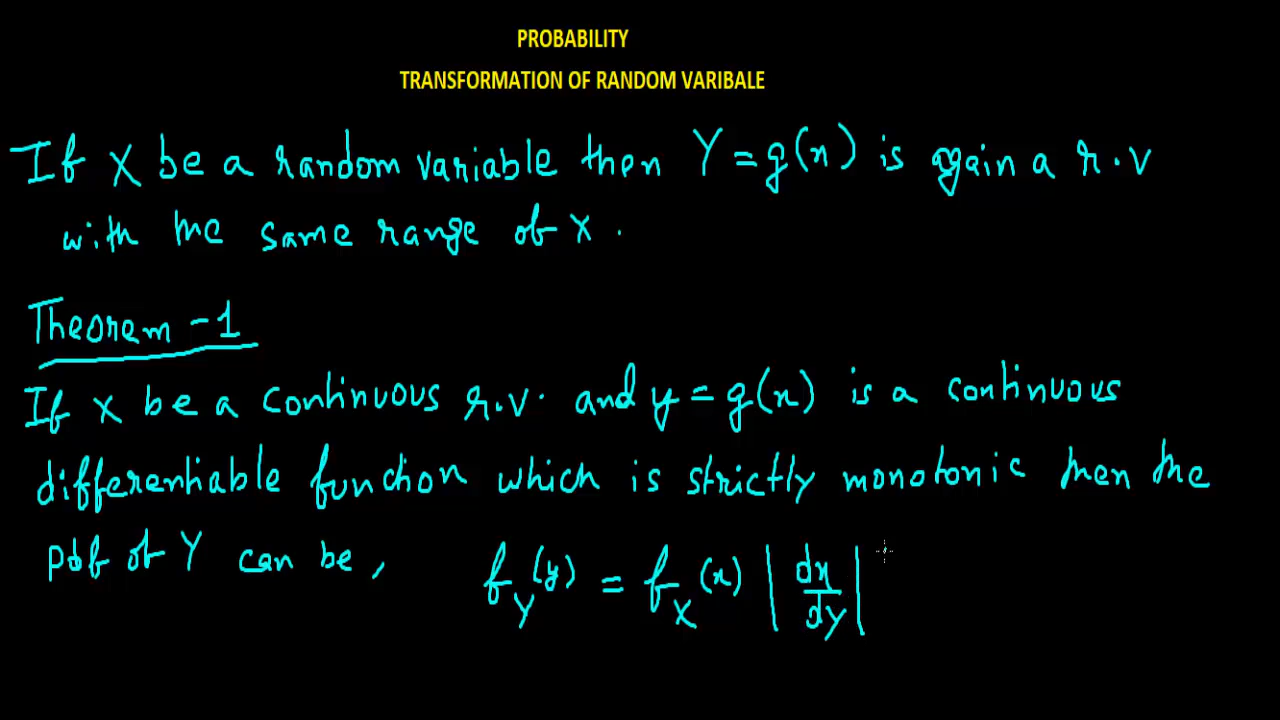 PROBABILITY
TRANSFORMATION OF RANDOM VARIBALE
If X be a random variable then Y = g(x) is again a r.v
with the same range of X .
Theorem - 1
If X be a continuous r.v. and y = g(x) is a continuous
differentiable function which is strictly monotonic then the
pdf of Y can be, f_Y(y) = f_X(x) |dx/dy|